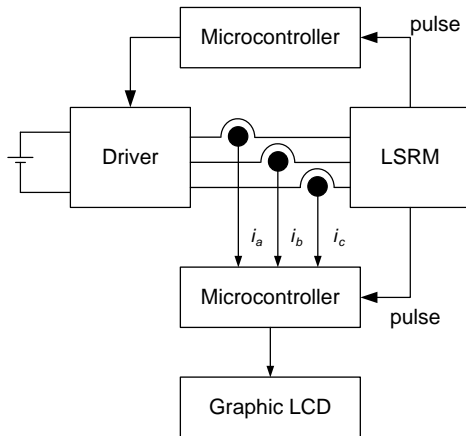 Microcontroller
pulse
Driver
LSRM
i_a
i_b
i_c
Microcontroller
pulse
Graphic LCD